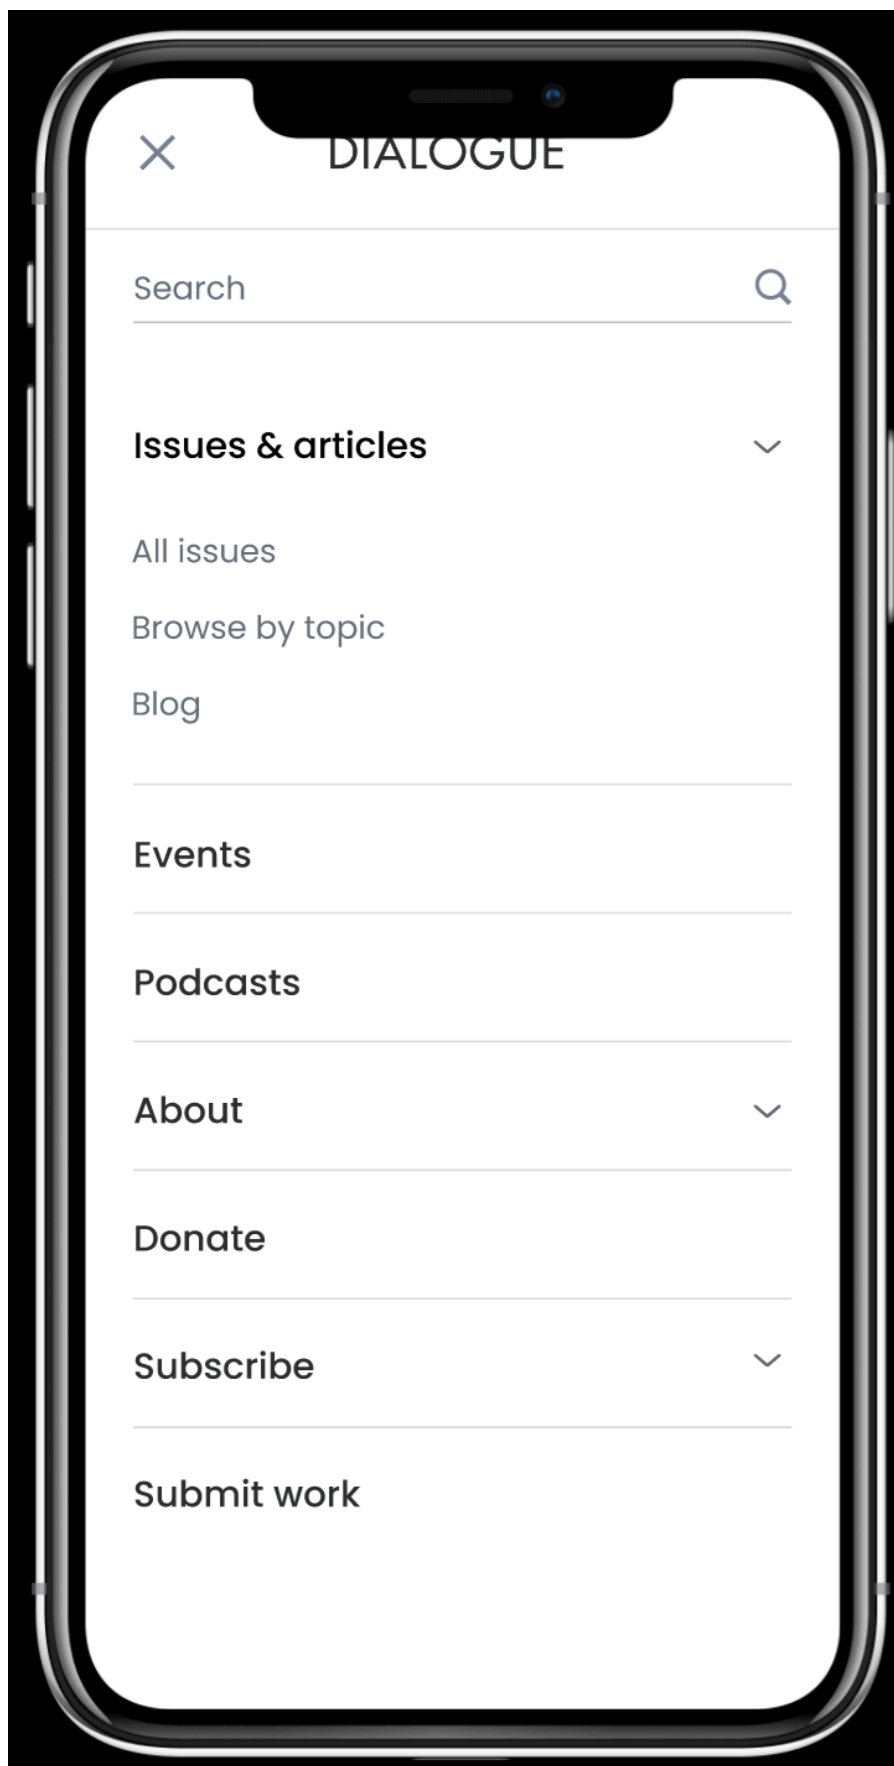 DIALOGUE
Search
Issues & articles
All issues
Browse by topic
Blog
Events
Podcasts
About
Donate
Subscribe
Submit work